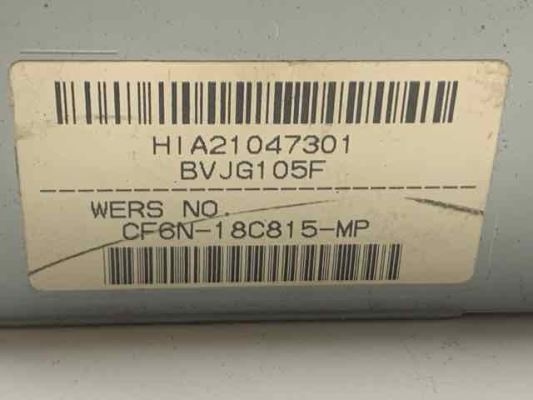 HIA21047301
BVJG105F
WERS NO.
CF6N-18C815-MP